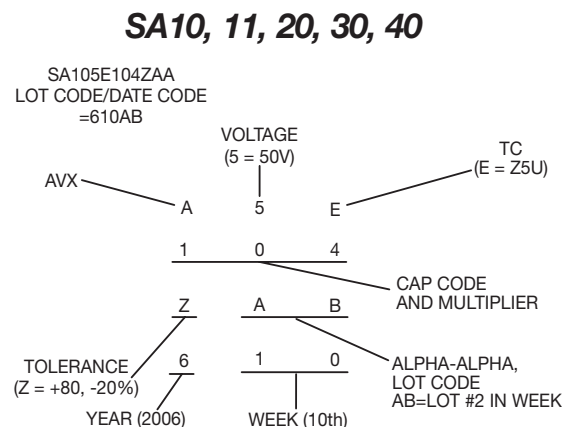 SA10, 11, 20, 30, 40
SA105E104ZAA
LOT CODE/DATE CODE
=610AB
VOLTAGE
(5 = 50V)
TC
(E = Z5U)
AVX
A 5 E
1 0 4
CAP CODE
AND MULTIPLIER
Z A B
TOLERANCE
(Z = +80, -20%)
6 1 0
ALPHA-ALPHA,
LOT CODE
AB=LOT #2 IN WEEK
YEAR (2006)
WEEK (10th)